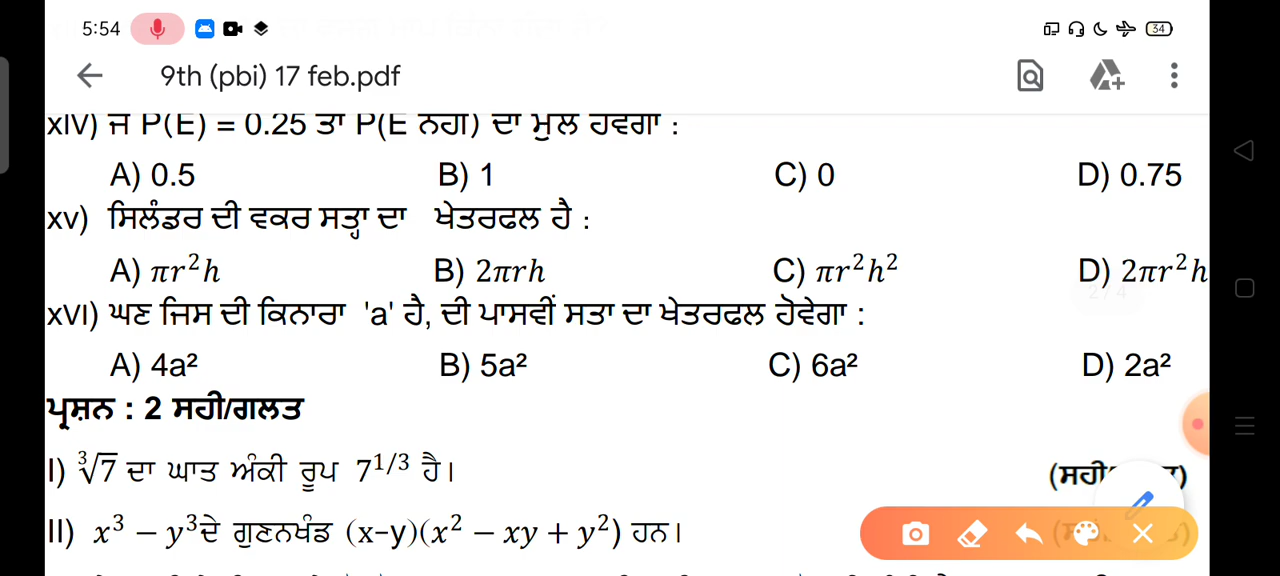 5:54 34
9th (pbi) 17 feb.pdf
xIV) ਜੇ P(E) = 0.25 ਤਾਂ P(E ਨਹੀਂ) ਦਾ ਮੁੱਲ ਹੋਵੇਗਾ :
A) 0.5 B) 1 C) 0 D) 0.75
xv) ਸਿਲੰਡਰ ਦੀ ਵਕਰ ਸਤ੍ਹਾ ਦਾ ਖੇਤਰਫਲ ਹੈ :
A) πr²h B) 2πrh C) πr²h² D) 2πr²h
xVI) ਘਣ ਜਿਸ ਦੀ ਕਿਨਾਰਾ 'a' ਹੈ, ਦੀ ਪਾਸਵੀਂ ਸਤਾ ਦਾ ਖੇਤਰਫਲ ਹੋਵੇਗਾ :
A) 4a² B) 5a² C) 6a² D) 2a²
ਪ੍ਰਸ਼ਨ : 2 ਸਹੀ/ਗਲਤ
I) ∛7 ਦਾ ਘਾਤ ਅੰਕੀ ਰੂਪ 7^1/3 ਹੈ। (ਸਹੀ
II) x³ − y³ਦੇ ਗੁਣਨਖੰਡ (x-y)(x² − xy + y²) ਹਨ।